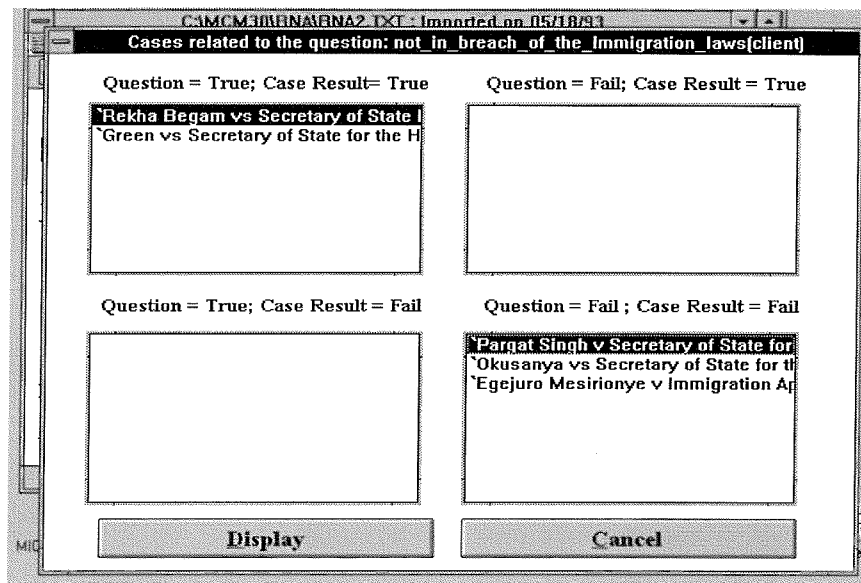 C:\MCM30\RNA\RNA2.TXT : Imported on 05/18/93
Cases related to the question: not_in_breach_of_the_Immigration_laws(client)
Question = True; Case Result= True
Question = Fail; Case Result = True
`Rekha Begam vs Secretary of State
`Green vs Secretary of State for the H
Question = True; Case Result = Fail
Question = Fail ; Case Result = Fail
`Pargat Singh v Secretary of State for
`Okusanya vs Secretary of State for th
`Egejuro Mesirionye v Immigration Ap
Display
Cancel